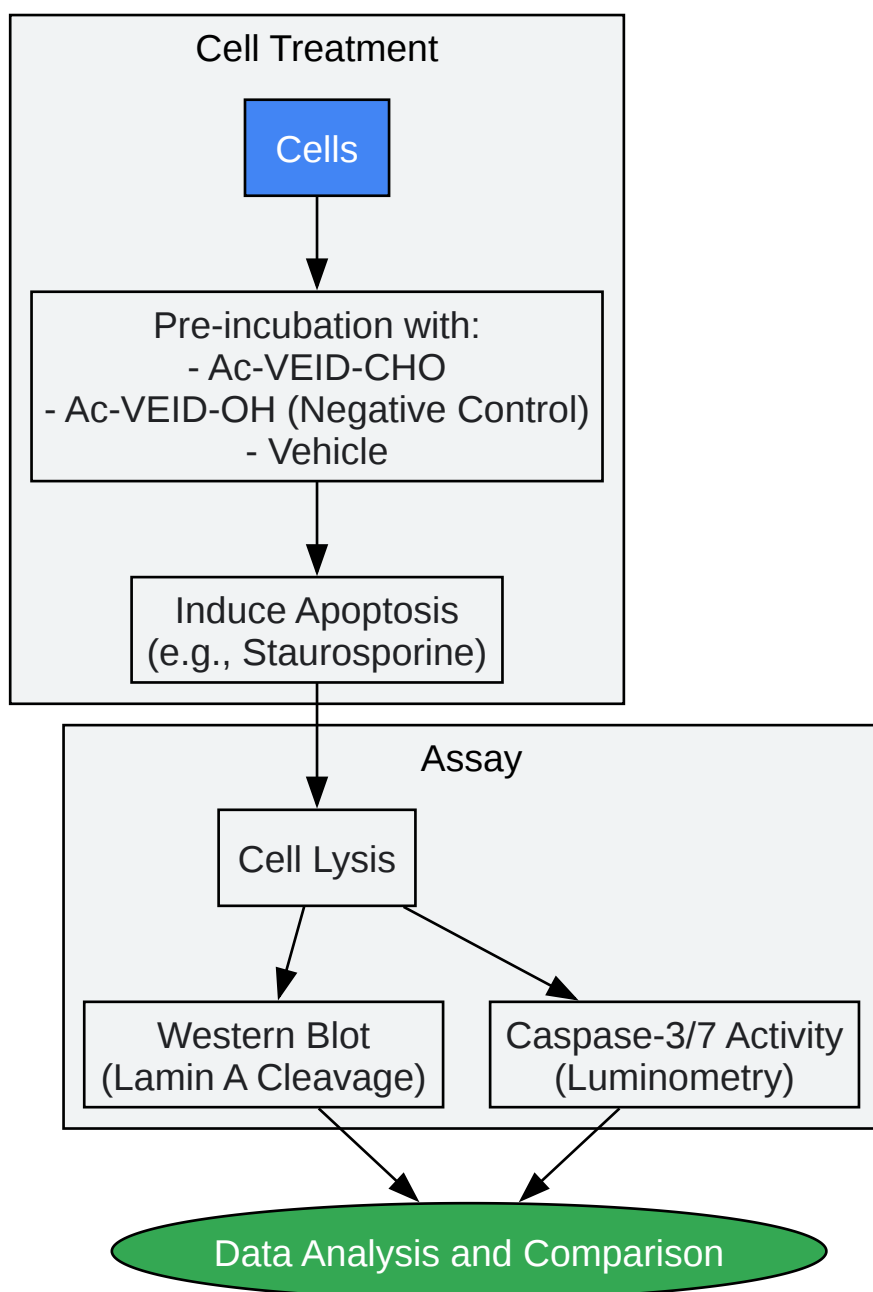 Cell Treatment
Cells
Pre-incubation with:
- Ac-VEID-CHO
- Ac-VEID-OH (Negative Control)
- Vehicle
Induce Apoptosis
(e.g., Staurosporine)
Assay
Cell Lysis
Western Blot
(Lamin A Cleavage)
Caspase-3/7 Activity
(Luminometry)
Data Analysis and Comparison